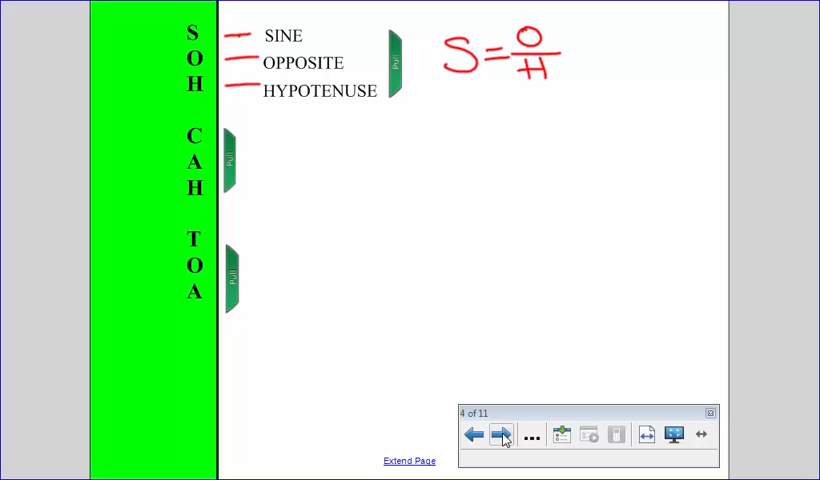 S
O
H
C
A
H
T
O
A
SINE
OPPOSITE
HYPOTENUSE
Pull
Pull
Pull
S = O
H
4 of 11
...
Extend Page